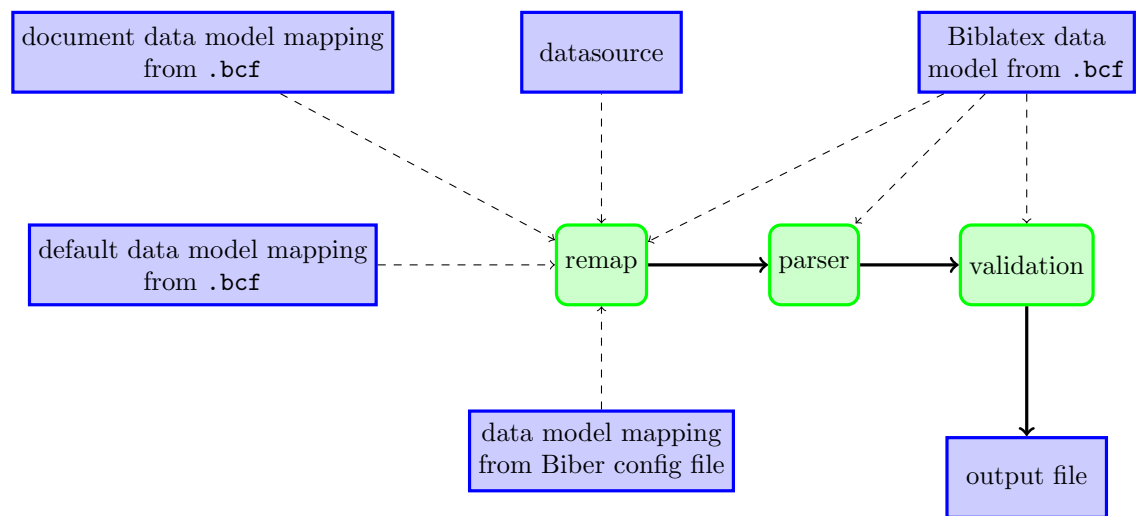 document data model mapping
from .bcf
datasource
Biblatex data
model from .bcf
default data model mapping
from .bcf
remap
parser
validation
data model mapping
from Biber config file
output file